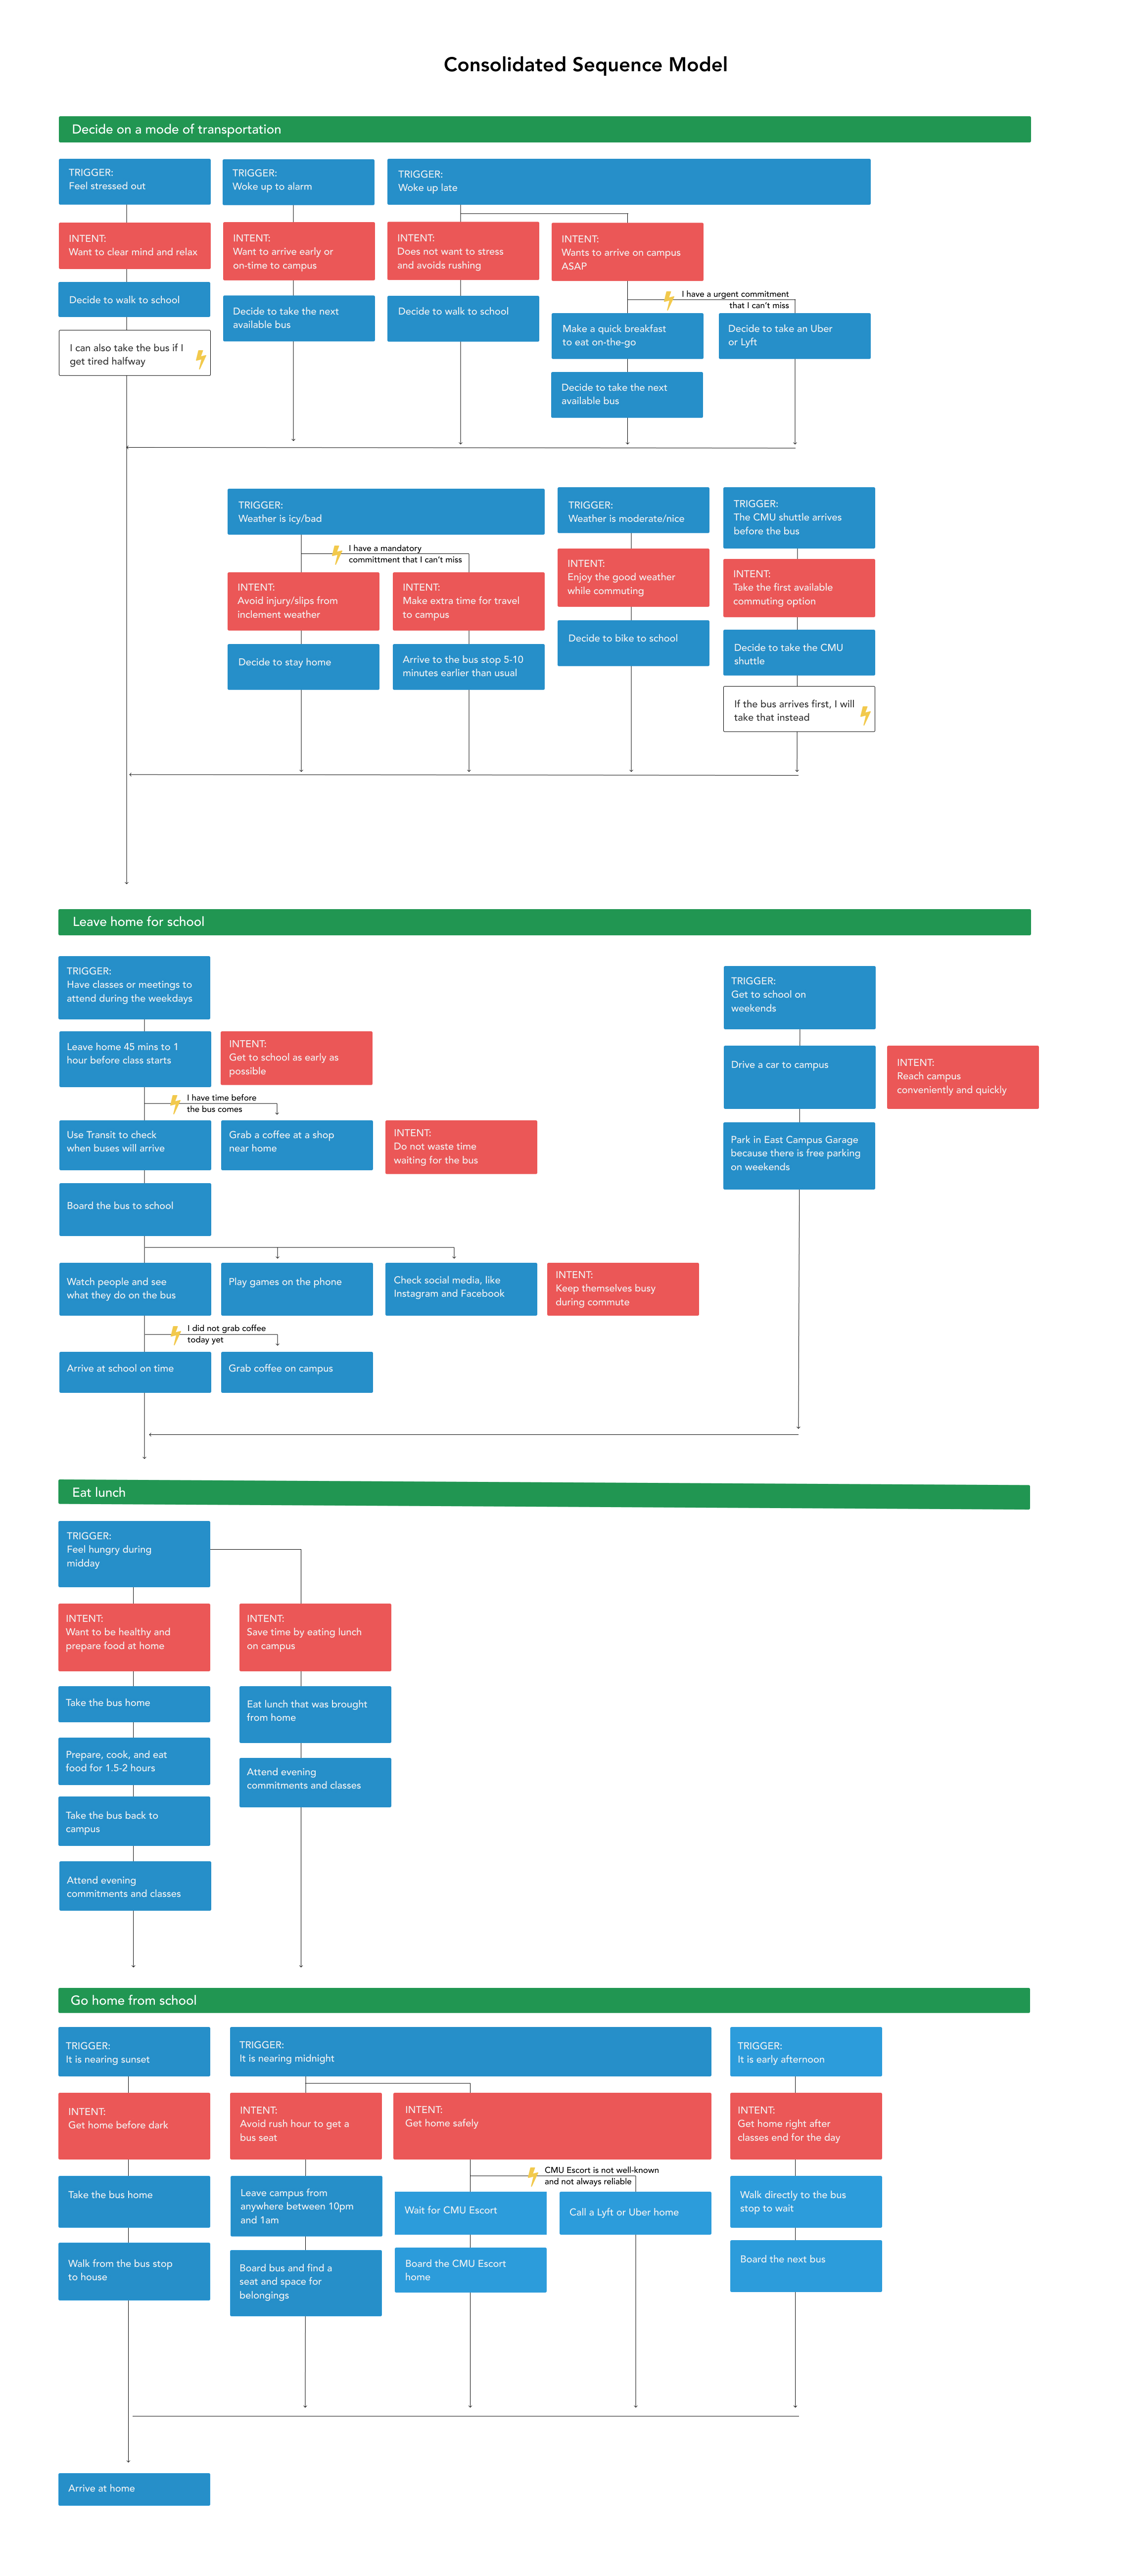 Consolidated Sequence Model
Decide on a mode of transportation
TRIGGER:
Feel stressed out
INTENT:
Want to clear mind and relax
Decide to walk to school
I can also take the bus if I
get tired halfway
TRIGGER:
Woke up to alarm
INTENT:
Want to arrive early or
on-time to campus
Decide to take the next
available bus
TRIGGER:
Woke up late
INTENT:
Does not want to stress
and avoids rushing
Decide to walk to school
INTENT:
Wants to arrive on campus
ASAP
I have a urgent commitment
that I can't miss
Make a quick breakfast
to eat on-the-go
Decide to take the next
available bus
Decide to take an Uber
or Lyft
TRIGGER:
Weather is icy/bad
I have a mandatory
committment that I can't miss
INTENT:
Avoid injury/slips from
inclement weather
Decide to stay home
INTENT:
Make extra time for travel
to campus
Arrive to the bus stop 5-10
minutes earlier than usual
TRIGGER:
Weather is moderate/nice
INTENT:
Enjoy the good weather
while commuting
Decide to bike to school
TRIGGER:
The CMU shuttle arrives
before the bus
INTENT:
Take the first available
commuting option
Decide to take the CMU
shuttle
If the bus arrives first, I will
take that instead
Leave home for school
TRIGGER:
Have classes or meetings to
attend during the weekdays
Leave home 45 mins to 1
hour before class starts
INTENT:
Get to school as early as
possible
I have time before
the bus comes
Use Transit to check
when buses will arrive
Grab a coffee at a shop
near home
INTENT:
Do not waste time
waiting for the bus
Board the bus to school
Watch people and see
what they do on the bus
Play games on the phone
Check social media, like
Instagram and Facebook
INTENT:
Keep themselves busy
during commute
I did not grab coffee
today yet
Arrive at school on time
Grab coffee on campus
TRIGGER:
Get to school on
weekends
Drive a car to campus
INTENT:
Reach campus
conveniently and quickly
Park in East Campus Garage
because there is free parking
on weekends
Eat lunch
TRIGGER:
Feel hungry during
midday
INTENT:
Want to be healthy and
prepare food at home
Take the bus home
Prepare, cook, and eat
food for 1.5-2 hours
Take the bus back to
campus
Attend evening
commitments and classes
INTENT:
Save time by eating lunch
on campus
Eat lunch that was brought
from home
Attend evening
commitments and classes
Go home from school
TRIGGER:
It is nearing sunset
INTENT:
Get home before dark
Take the bus home
Walk from the bus stop
to house
TRIGGER:
It is nearing midnight
INTENT:
Avoid rush hour to get a
bus seat
Leave campus from
anywhere between 10pm
and 1am
Board bus and find a
seat and space for
belongings
INTENT:
Get home safely
CMU Escort is not well-known
and not always reliable
Wait for CMU Escort
Board the CMU Escort
home
Call a Lyft or Uber home
TRIGGER:
It is early afternoon
INTENT:
Get home right after
classes end for the day
Walk directly to the bus
stop to wait
Board the next bus
Arrive at home